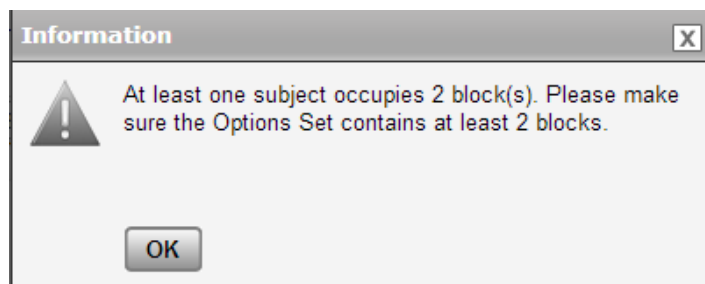 Information
X
At least one subject occupies 2 block(s). Please make
sure the Options Set contains at least 2 blocks.
OK